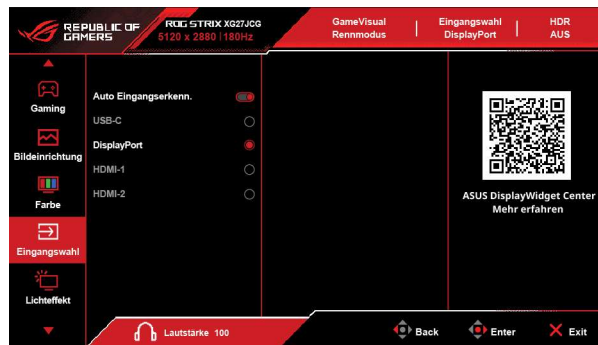 REPUBLIC OF
GAMERS
ROG STRIX XG27JCG
5120 x 2880 | 180Hz
GameVisual
Rennmodus
Eingangswahl
DisplayPort
HDR
AUS
Gaming
Bildeinrichtung
Farbe
Eingangswahl
Lichteffekt
Auto Eingangserkenn.
USB-C
DisplayPort
HDMI-1
HDMI-2
ASUS DisplayWidget Center
Mehr erfahren
Lautstärke 100
Back
Enter
Exit